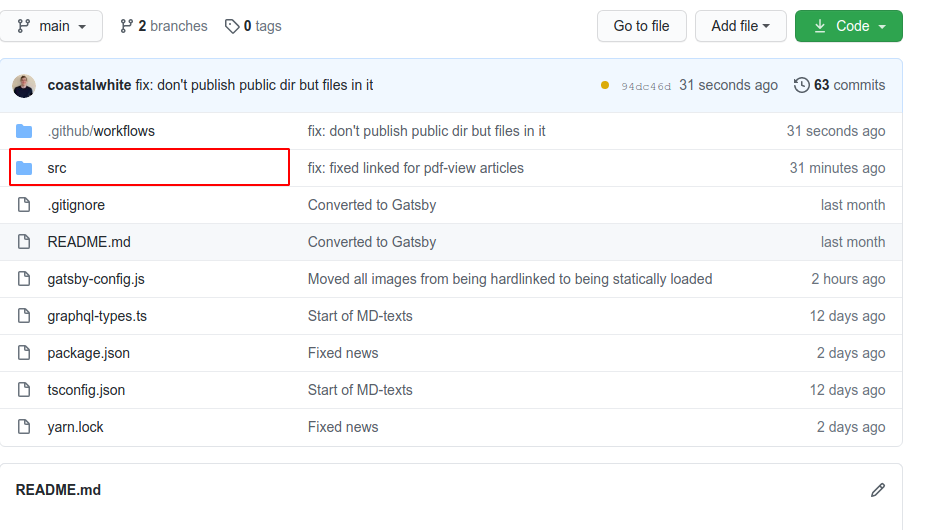 main 2 branches 0 tags Go to file Add file Code
coastalwhite fix: don't publish public dir but files in it 94dc46d 31 seconds ago 63 commits
.github/workflows fix: don't publish public dir but files in it 31 seconds ago
src fix: fixed linked for pdf-view articles 31 minutes ago
.gitignore Converted to Gatsby last month
README.md Converted to Gatsby last month
gatsby-config.js Moved all images from being hardlinked to being statically loaded 2 hours ago
graphql-types.ts Start of MD-texts 12 days ago
package.json Fixed news 2 days ago
tsconfig.json Start of MD-texts 12 days ago
yarn.lock Fixed news 2 days ago
README.md